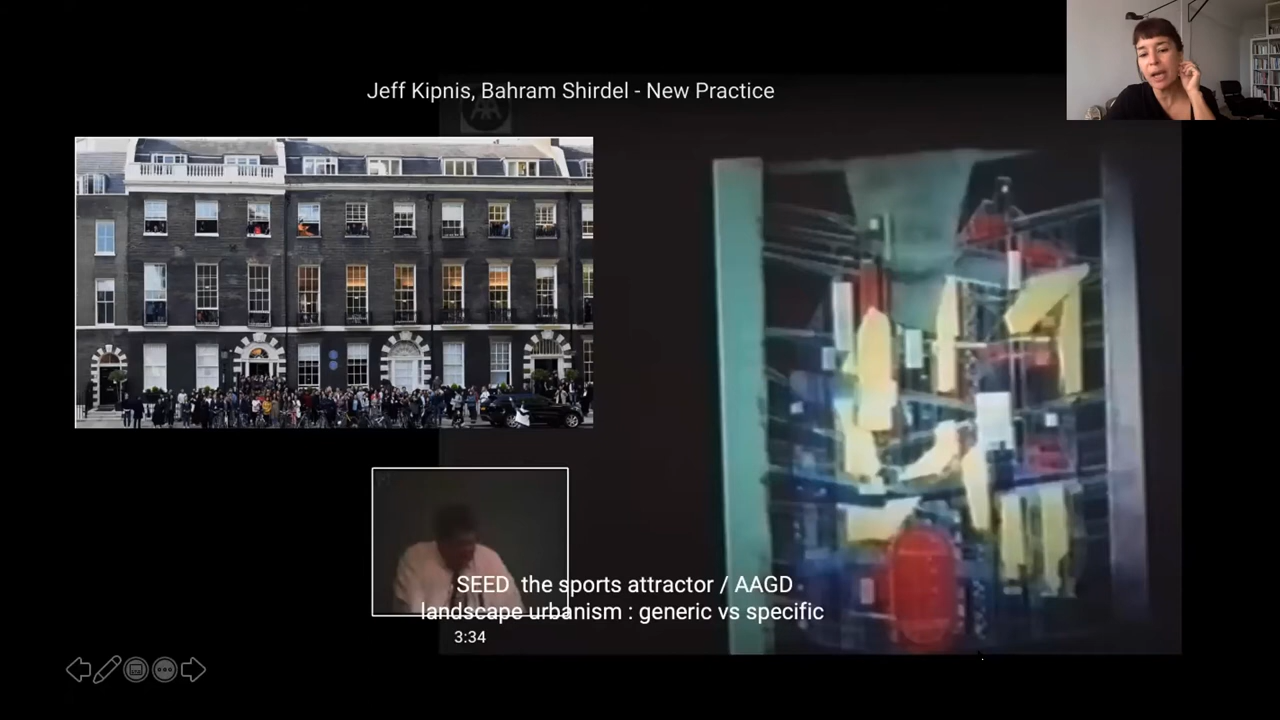 Jeff Kipnis, Bahram Shirdel - New Practice
SEED the sports attractor / AAGD
landscape urbanism : generic vs specific
3:34